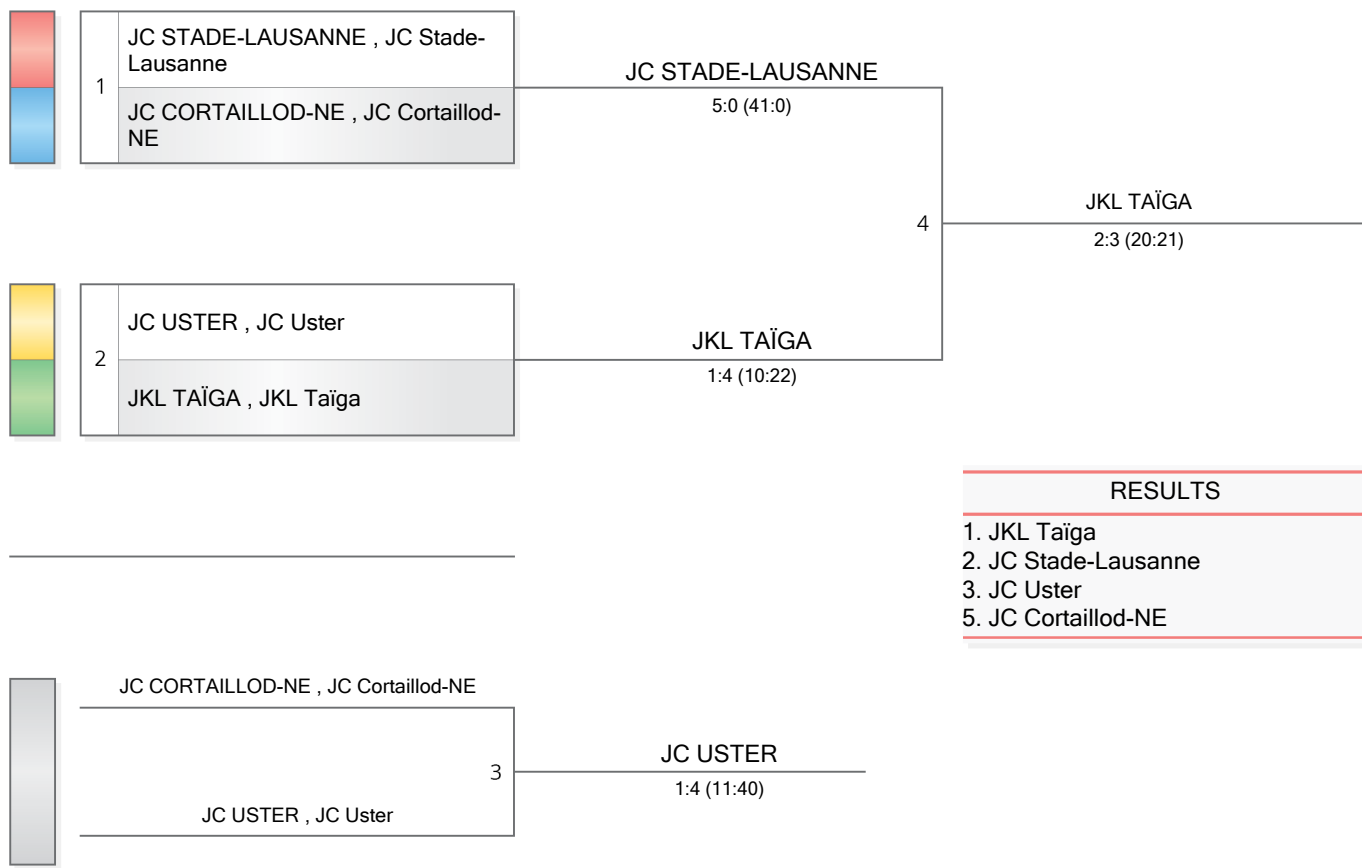 1
JC STADE-LAUSANNE , JC Stade-
Lausanne
JC CORTAILLOD-NE , JC Cortaillod-
NE
JC STADE-LAUSANNE
5:0 (41:0)
4
JKL TAÏGA
2:3 (20:21)
2
JC USTER , JC Uster
JKL TAÏGA , JKL Taïga
JKL TAÏGA
1:4 (10:22)
RESULTS
1. JKL Taïga
2. JC Stade-Lausanne
3. JC Uster
5. JC Cortaillod-NE
JC CORTAILLOD-NE , JC Cortaillod-NE
3
JC USTER , JC Uster
JC USTER
1:4 (11:40)